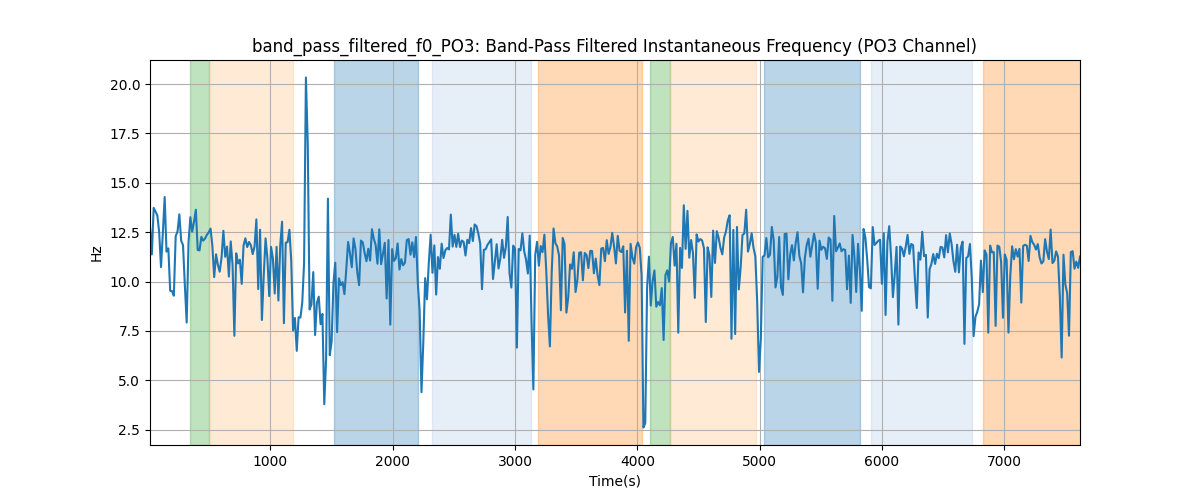 band_pass_filtered_f0_PO3: Band-Pass Filtered Instantaneous Frequency (PO3 Channel)
20.0
17.5
15.0
12.5
10.0
7.5
5.0
2.5
Hz
1000 2000 3000 4000 5000 6000 7000
Time(s)